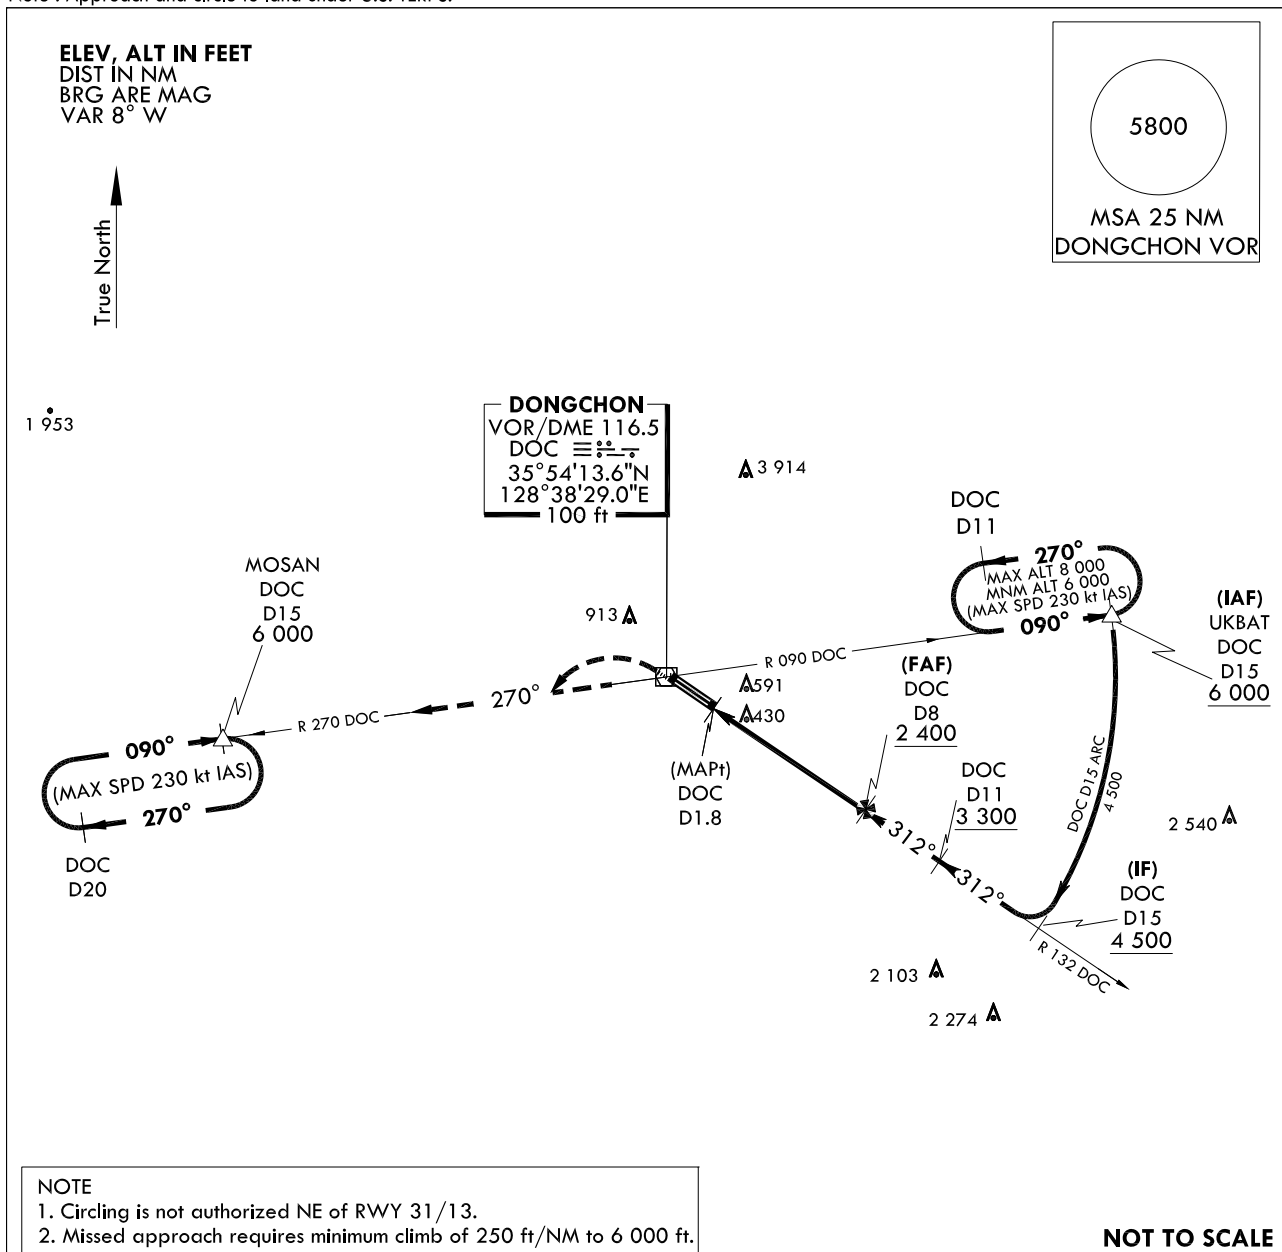 ELEV, ALT IN FEET
DIST IN NM
BRG ARE MAG
VAR 8° W
True North
5800
MSA 25 NM
DONGCHON VOR
1 953
DONGCHON
VOR/DME 116.5
DOC
35°54'13.6"N
128°38'29.0"E
100 ft
3 914
DOC
D11
270°
MAX ALT 8 000
MNM ALT 6 000
(MAX SPD 230 kt IAS)
090°
(IAF)
UKBAT
DOC
D15
6 000
MOSAN
DOC
D15
6 000
913
R 090 DOC
591
430
270°
R 270 DOC
090°
(MAX SPD 230 kt IAS)
270°
DOC
D20
(MAPt)
DOC
D1.8
(FAF)
DOC
D8
2 400
DOC
D11
3 300
312°
312°
DOC D15 ARC
4 500
2 540
(IF)
DOC
D15
4 500
R 132 DOC
2 103
2 274
NOTE
1. Circling is not authorized NE of RWY 31/13.
2. Missed approach requires minimum climb of 250 ft/NM to 6 000 ft.
NOT TO SCALE